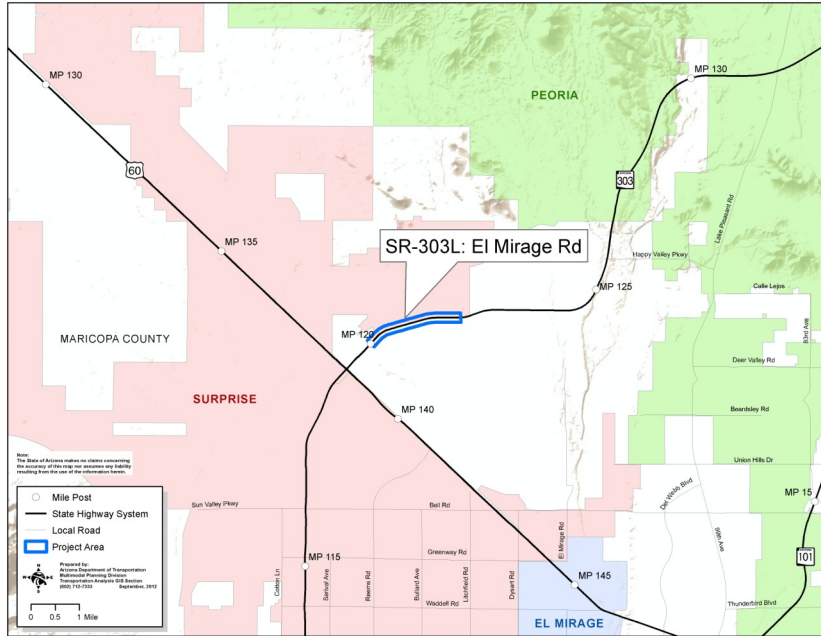 MP 130
MP 130
PEORIA
60
ARIZONA
303
Lake Pleasant Rd
MP 135
SR-303L: El Mirage Rd
Happy Valley Pkwy
MP 125
Calle Lejos
MARICOPA COUNTY
MP 120
83rd Ave
Deer Valley Rd
SURPRISE
MP 140
Beardsley Rd
Note:
The State of Arizona makes no claims concerning
the accuracy of this map nor assumes any liability
resulting from the use of the information herein.
Union Hills Dr
Del Webb Blvd
MP 15
Sun Valley Pkwy
Bell Rd
99th Ave
El Mirage Rd
Mile Post
State Highway System
Local Road
Project Area
Greenway Rd
101
MP 115
Cotton Ln
Sarival Ave
Reems Rd
Bullard Ave
Litchfield Rd
Dysart Rd
MP 145
Waddell Rd
Thunderbird Blvd
EL MIRAGE
N
W
E
S
Prepared by:
Arizona Department of Transportation
Multimodal Planning Division
Transportation Analysis GIS Section
(602) 712-7333 September, 2012
0 0.5 1 Mile